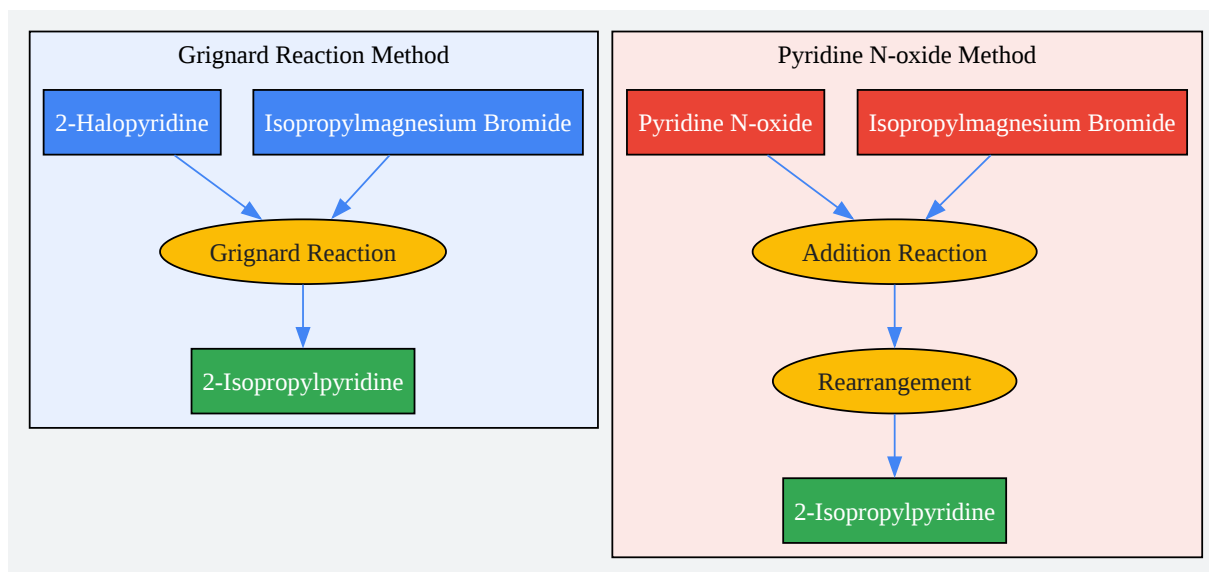 Grignard Reaction Method
2-Halopyridine
Isopropylmagnesium Bromide
Grignard Reaction
2-Isopropylpyridine
Pyridine N-oxide Method
Pyridine N-oxide
Isopropylmagnesium Bromide
Addition Reaction
Rearrangement
2-Isopropylpyridine